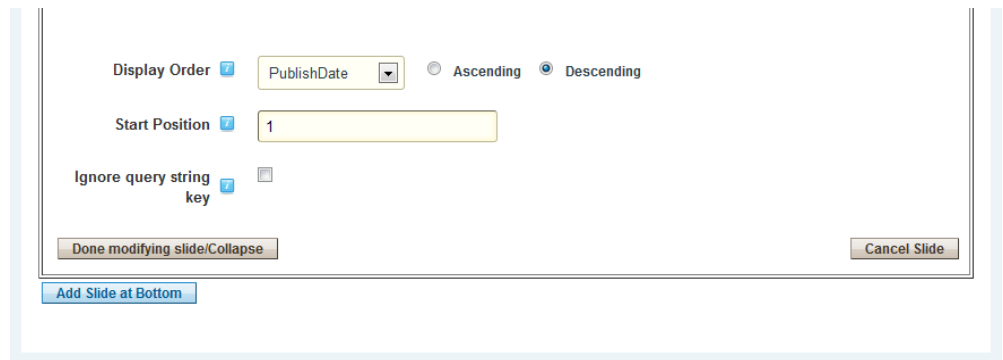 Display Order PublishDate Ascending Descending
Start Position 1
Ignore query string
key
Done modifying slide/Collapse Cancel Slide
Add Slide at Bottom